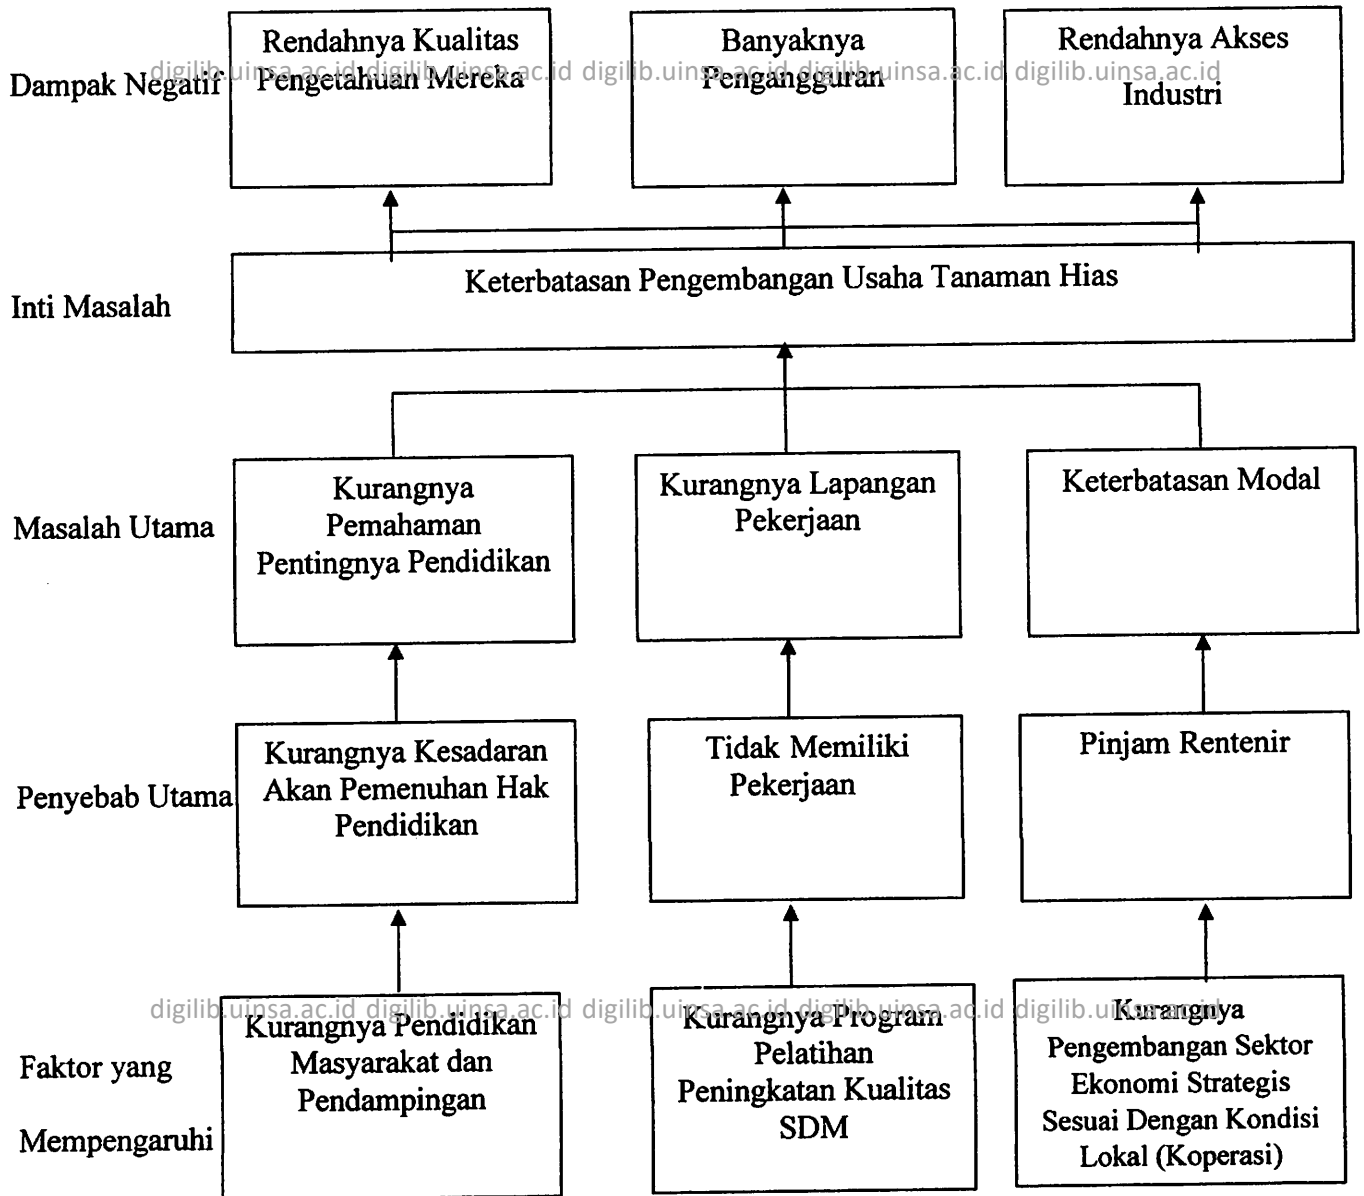 Dampak Negatif
Rendahnya Kualitas
Pengetahuan Mereka
Banyaknya
Pengangguran
Rendahnya Akses
Industri
digilib.uinsa.ac.id digilib.uinsa.ac.id digilib.uinsa.ac.id digilib.uinsa.ac.id digilib.uinsa.ac.id
Inti Masalah
Keterbatasan Pengembangan Usaha Tanaman Hias
Masalah Utama
Kurangnya
Pemahaman
Pentingnya Pendidikan
Kurangnya Lapangan
Pekerjaan
Keterbatasan Modal
Penyebab Utama
Kurangnya Kesadaran
Akan Pemenuhan Hak
Pendidikan
Tidak Memiliki
Pekerjaan
Pinjam Rentenir
digilib.uinsa.ac.id digilib.uinsa.ac.id digilib.uinsa.ac.id digilib.uinsa.ac.id digilib.uinsa.ac.id
Faktor yang
Mempengaruhi
Kurangnya Pendidikan
Masyarakat dan
Pendampingan
Kurangnya Program
Pelatihan
Peningkatan Kualitas
SDM
Kurangnya
Pengembangan Sektor
Ekonomi Strategis
Sesuai Dengan Kondisi
Lokal (Koperasi)